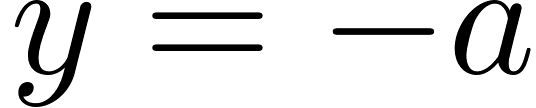 y = −a